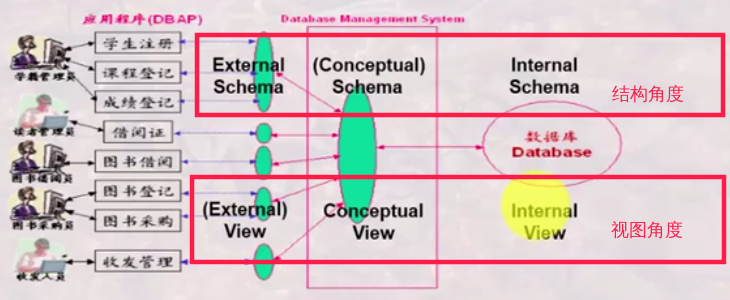 应用程序(DBAP)
Database Management System
学生注册
课程登记
成绩登记
学籍管理员
借阅证
读者管理员
图书借阅
图书借阅员
图书登记
图书采购
图书采购员
收发管理
收发人员
External
Schema
(Conceptual)
Schema
Internal
Schema
结构角度
数据库
Database
(External)
View
Conceptual
View
Internal
View
视图角度